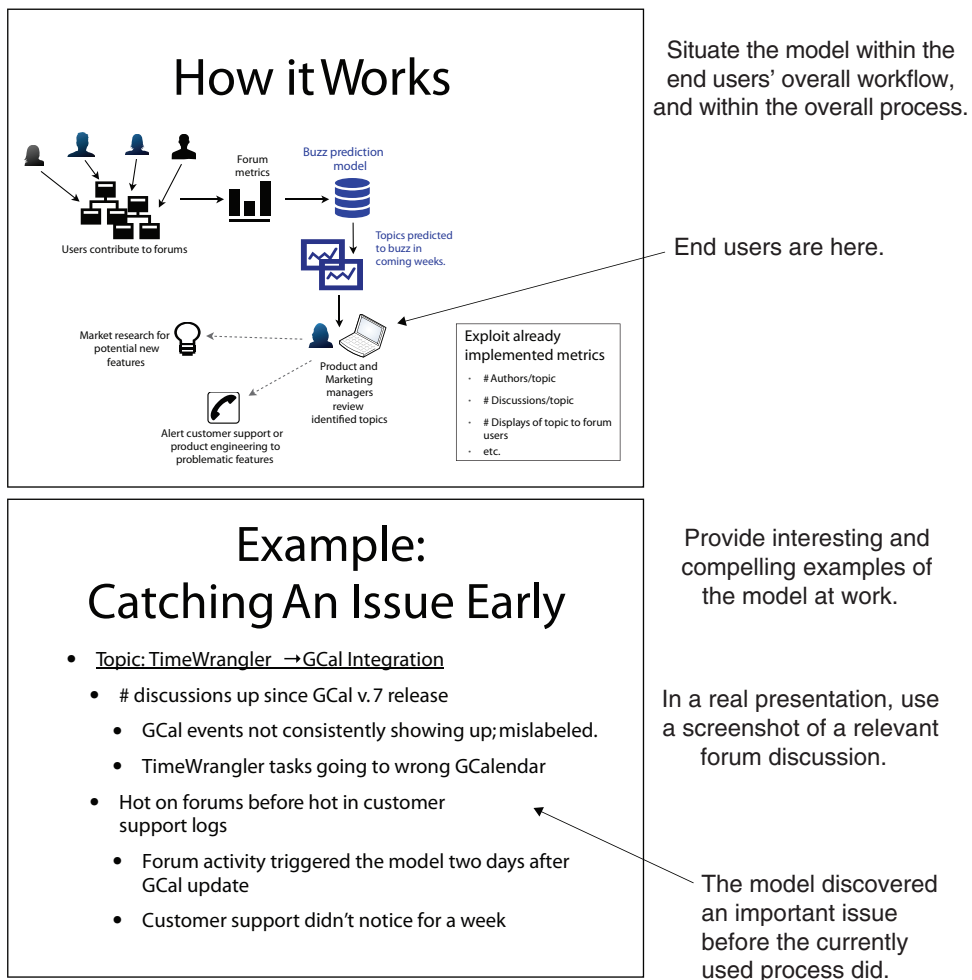 How it Works
Users contribute to forums
Forum
metrics
Buzz prediction
model
Topics predicted
to buzz in
coming weeks.
Market research for
potential new
features
Product and
Marketing
managers
review
identified topics
Alert customer support or
product engineering to
problematic features
Exploit already
implemented metrics
· # Authors/topic
· # Discussions/topic
· # Displays of topic to forum
users
· etc.
Situate the model within the
end users’ overall workflow,
and within the overall process.
End users are here.
Example:
Catching An Issue Early
• Topic: TimeWrangler →GCal Integration
• # discussions up since GCal v. 7 release
• GCal events not consistently showing up; mislabeled.
• TimeWrangler tasks going to wrong GCalendar
• Hot on forums before hot in customer
support logs
• Forum activity triggered the model two days after
GCal update
• Customer support didn’t notice for a week
Provide interesting and
compelling examples of
the model at work.
In a real presentation, use
a screenshot of a relevant
forum discussion.
The model discovered
an important issue
before the currently
used process did.